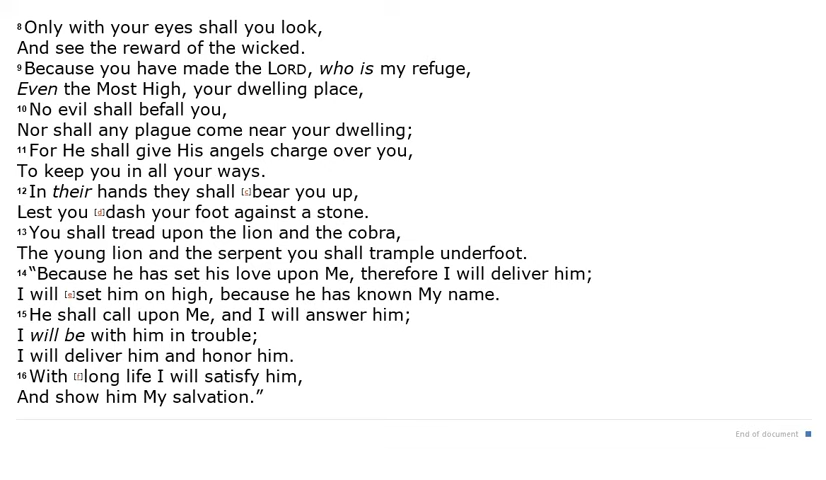 8 Only with your eyes shall you look,
And see the reward of the wicked.
9 Because you have made the LORD, who is my refuge,
Even the Most High, your dwelling place,
10 No evil shall befall you,
Nor shall any plague come near your dwelling;
11 For He shall give His angels charge over you,
To keep you in all your ways.
12 In their hands they shall [c]bear you up,
Lest you [d]dash your foot against a stone.
13 You shall tread upon the lion and the cobra,
The young lion and the serpent you shall trample underfoot.
14 “Because he has set his love upon Me, therefore I will deliver him;
I will [e]set him on high, because he has known My name.
15 He shall call upon Me, and I will answer him;
I will be with him in trouble;
I will deliver him and honor him.
16 With [f]long life I will satisfy him,
And show him My salvation.”
End of document